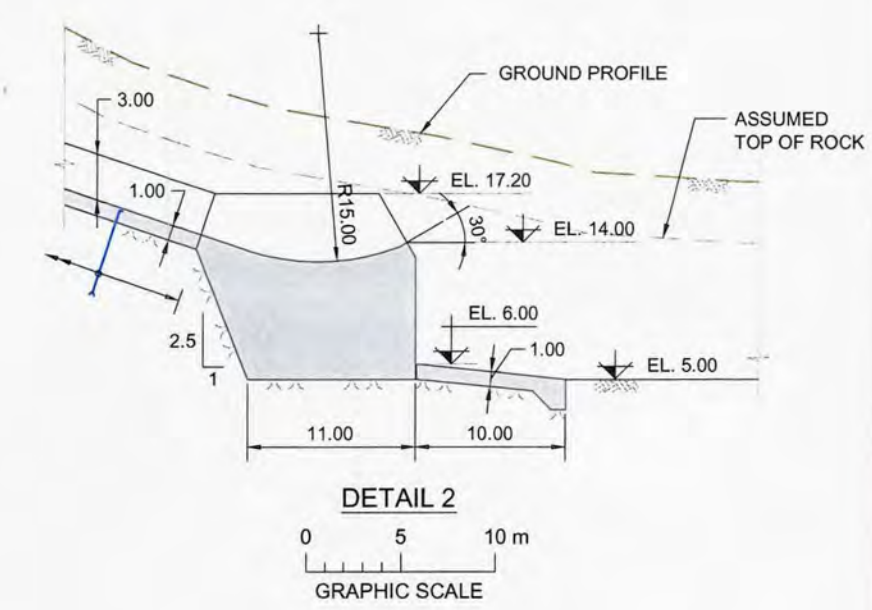 GROUND PROFILE
3.00
ASSUMED
TOP OF ROCK
1.00
EL. 17.20
R15.00
30°
EL. 14.00
EL. 6.00
2.5
1
1.00
EL. 5.00
11.00
10.00
DETAIL 2
0 5 10 m
GRAPHIC SCALE